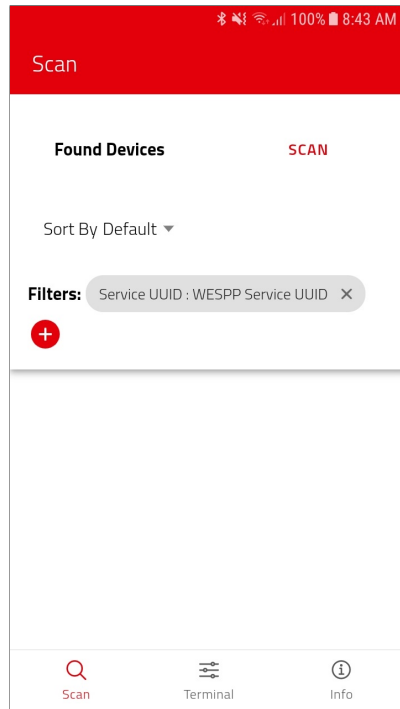 100% 8:43 AM
Scan
Found Devices SCAN
Sort By Default
Filters: Service UUID : WESPP Service UUID
Scan Terminal Info